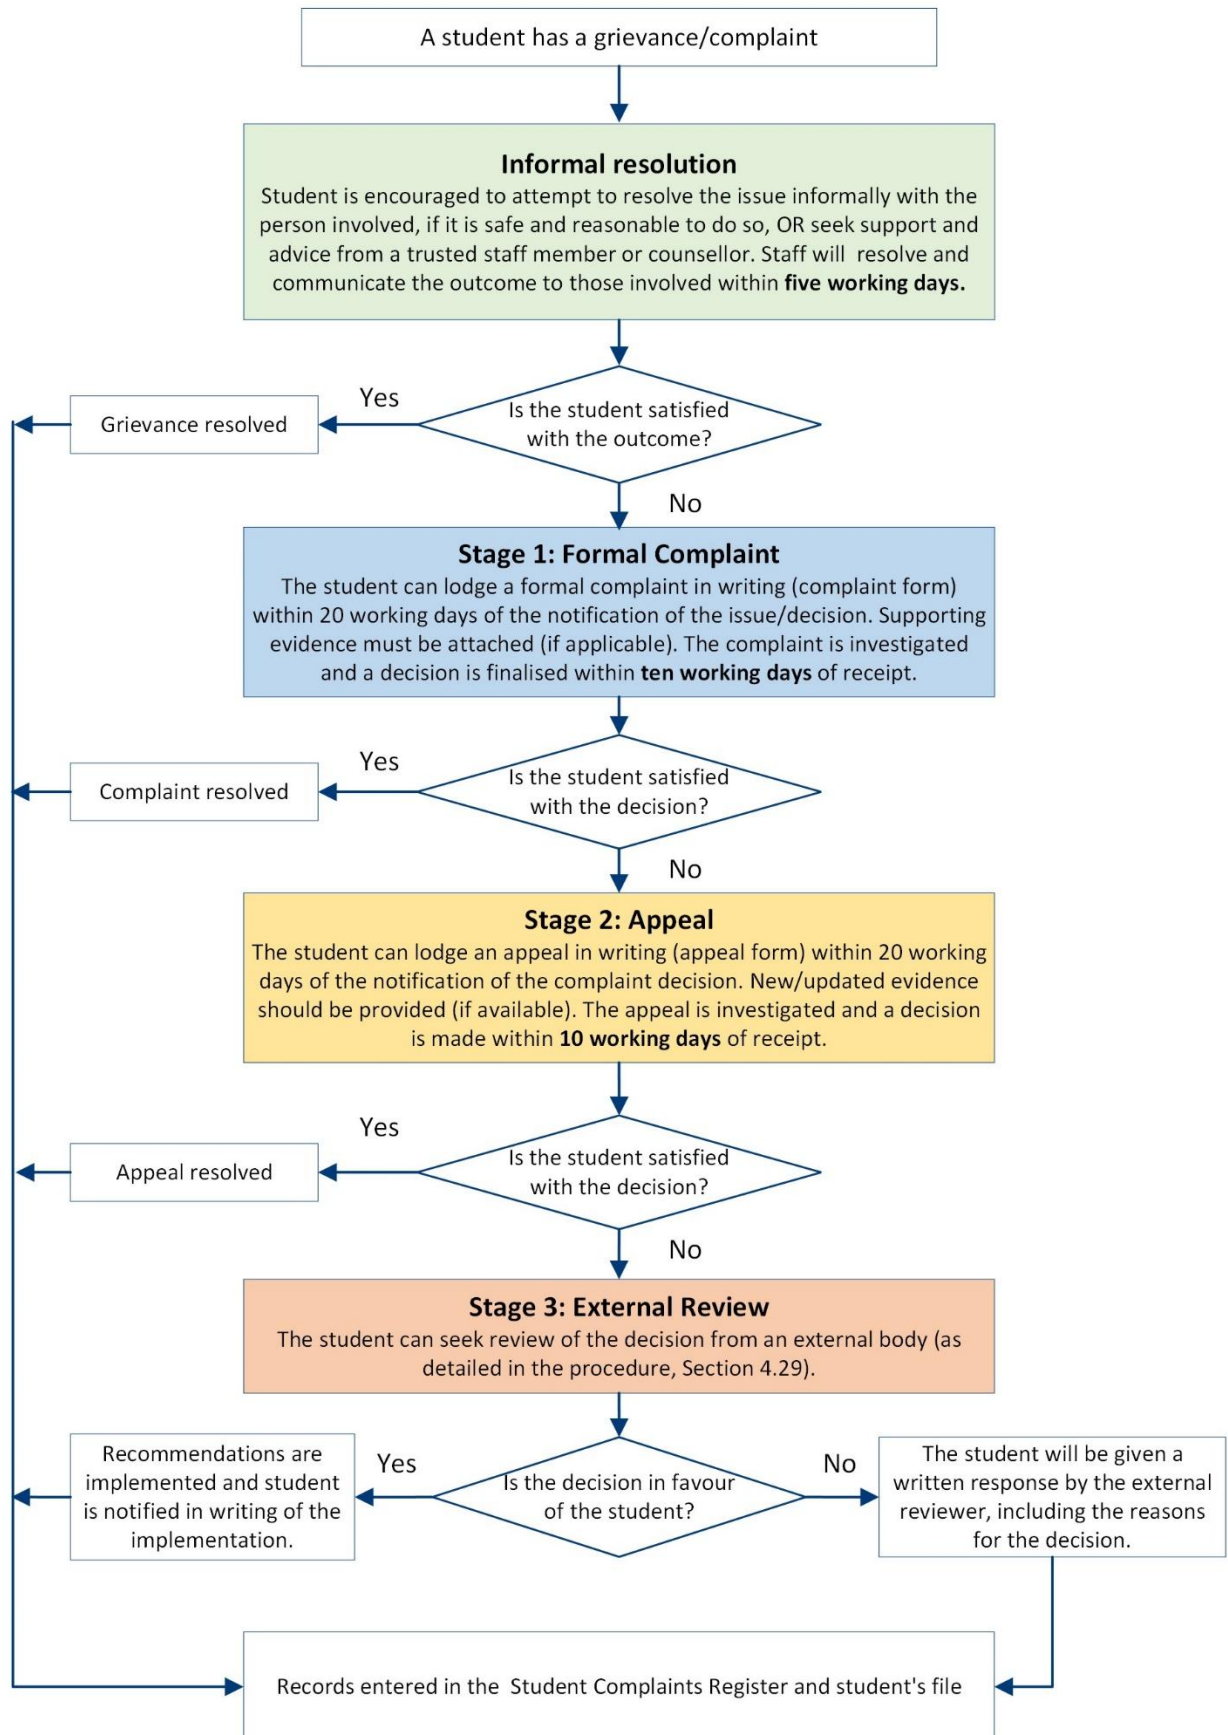 A student has a grievance/complaint
Informal resolution
Student is encouraged to attempt to resolve the issue informally with the
person involved, if it is safe and reasonable to do so, OR seek support and
advice from a trusted staff member or counsellor. Staff will  resolve and
communicate the outcome to those involved within five working days.
Is the student satisfied
with the outcome?
Yes
Grievance resolved
No
Stage 1: Formal Complaint
The student can lodge a formal complaint in writing (complaint form)
within 20 working days of the notification of the issue/decision. Supporting
evidence must be attached (if applicable). The complaint is investigated
and a decision is finalised within ten working days of receipt.
Is the student satisfied
with the decision?
Yes
Complaint resolved
No
Stage 2: Appeal
The student can lodge an appeal in writing (appeal form) within 20 working
days of the notification of the complaint decision. New/updated evidence
should be provided (if available). The appeal is investigated and a decision
is made within 10 working days of receipt.
Is the student satisfied
with the decision?
Yes
Appeal resolved
No
Stage 3: External Review
The student can seek review of the decision from an external body (as
detailed in the procedure, Section 4.29).
Is the decision in favour
of the student?
Yes
Recommendations are
implemented and student
is notified in writing of the
implementation.
No
The student will be given a
written response by the external
reviewer, including the reasons
for the decision.
Records entered in the  Student Complaints Register and student's file